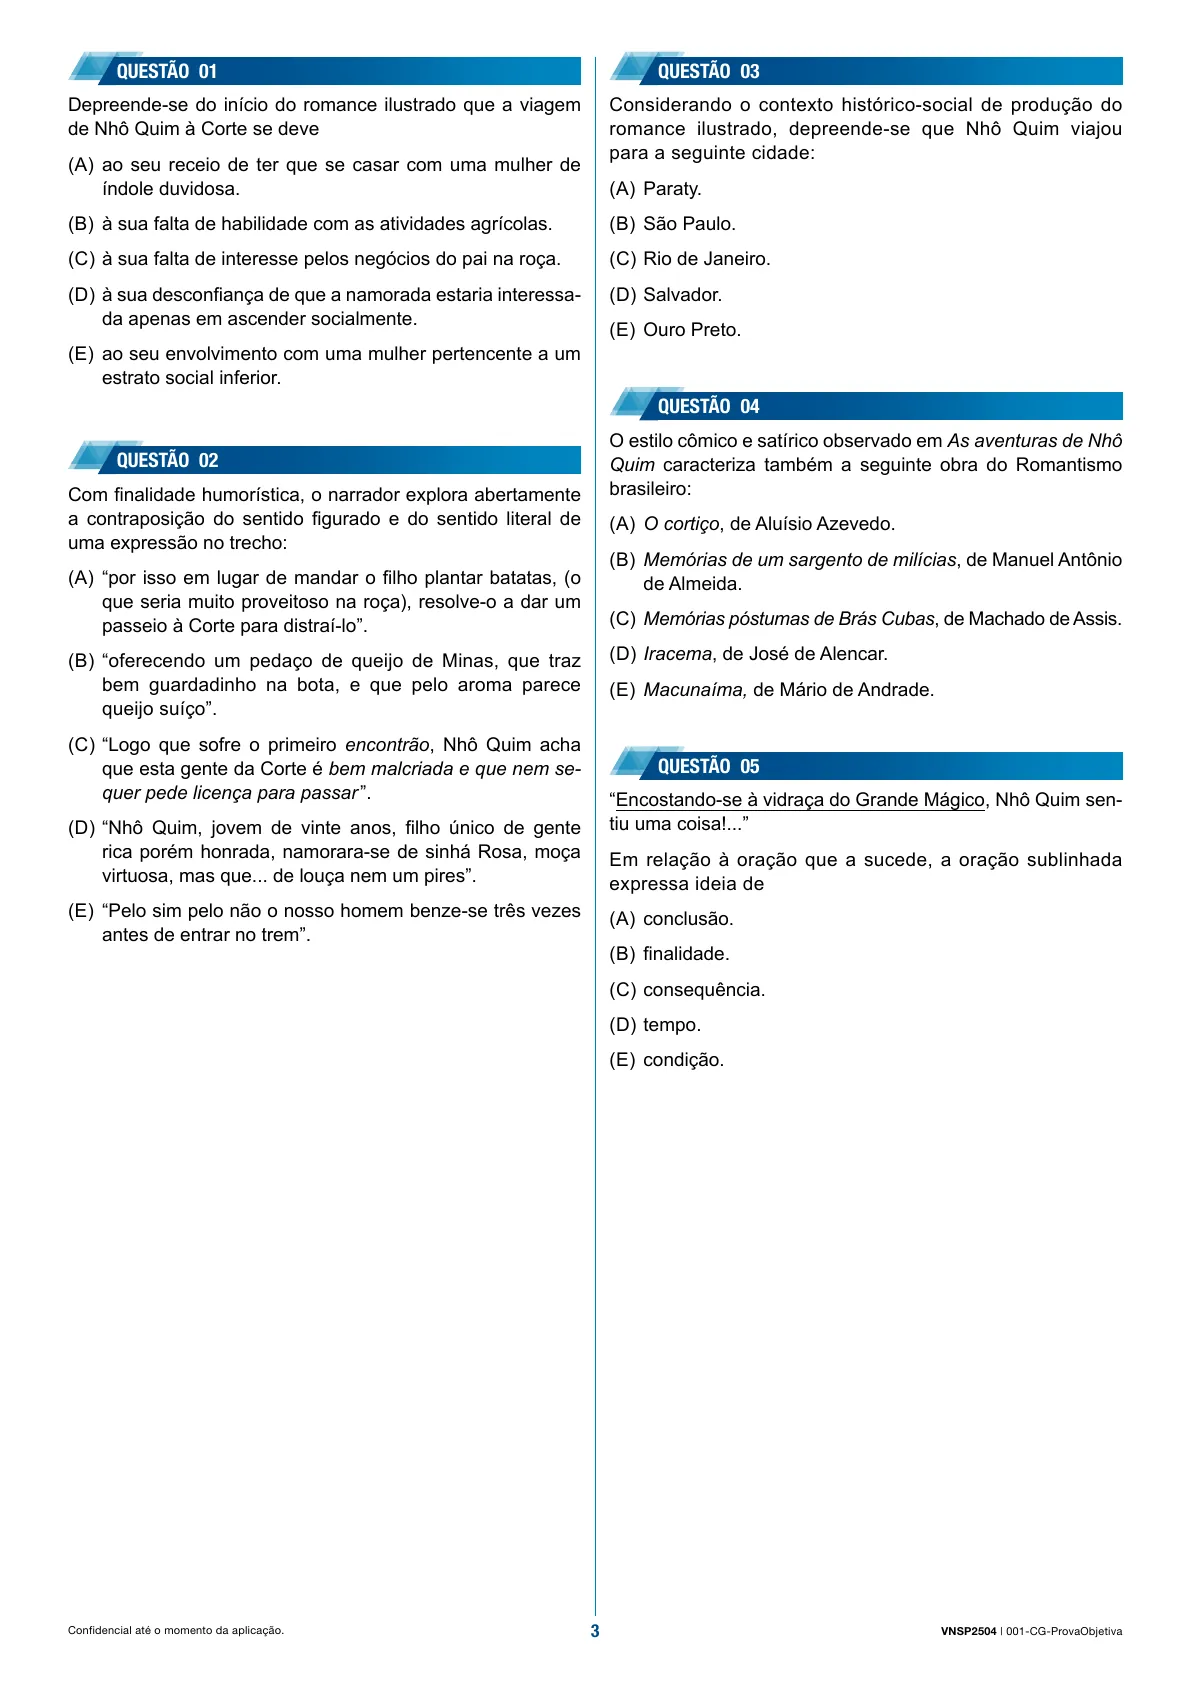 QUESTÃO 01
Depreende-se do início do romance ilustrado que a viagem
de Nhô Quim à Corte se deve
(A) ao seu receio de ter que se casar com uma mulher de
índole duvidosa.
(B) à sua falta de habilidade com as atividades agrícolas.
(C) à sua falta de interesse pelos negócios do pai na roça.
(D) à sua desconfiança de que a namorada estaria interessa-
da apenas em ascender socialmente.
(E) ao seu envolvimento com uma mulher pertencente a um
estrato social inferior.
QUESTÃO 02
Com finalidade humorística, o narrador explora abertamente
a contraposição do sentido figurado e do sentido literal de
uma expressão no trecho:
(A) “por isso em lugar de mandar o filho plantar batatas, (o
que seria muito proveitoso na roça), resolve-o a dar um
passeio à Corte para distraí-lo”.
(B) “oferecendo um pedaço de queijo de Minas, que traz
bem guardadinho na bota, e que pelo aroma parece
queijo suíço”.
(C) “Logo que sofre o primeiro encontrão, Nhô Quim acha
que esta gente da Corte é bem malcriada e que nem se-
quer pede licença para passar”.
(D) “Nhô Quim, jovem de vinte anos, filho único de gente
rica porém honrada, namorara-se de sinhá Rosa, moça
virtuosa, mas que... de louça nem um pires”.
(E) “Pelo sim pelo não o nosso homem benze-se três vezes
antes de entrar no trem”.
QUESTÃO 03
Considerando o contexto histórico-social de produção do
romance ilustrado, depreende-se que Nhô Quim viajou
para a seguinte cidade:
(A) Paraty.
(B) São Paulo.
(C) Rio de Janeiro.
(D) Salvador.
(E) Ouro Preto.
QUESTÃO 04
O estilo cômico e satírico observado em As aventuras de Nhô
Quim caracteriza também a seguinte obra do Romantismo
brasileiro:
(A) O cortiço, de Aluísio Azevedo.
(B) Memórias de um sargento de milícias, de Manuel Antônio
de Almeida.
(C) Memórias póstumas de Brás Cubas, de Machado de Assis.
(D) Iracema, de José de Alencar.
(E) Macunaíma, de Mário de Andrade.
QUESTÃO 05
“Encostando-se à vidraça do Grande Mágico, Nhô Quim sen-
tiu uma coisa!...”
Em relação à oração que a sucede, a oração sublinhada
expressa ideia de
(A) conclusão.
(B) finalidade.
(C) consequência.
(D) tempo.
(E) condição.
Confidencial até o momento da aplicação.
3
VNSP2504 | 001-CG-ProvaObjetiva